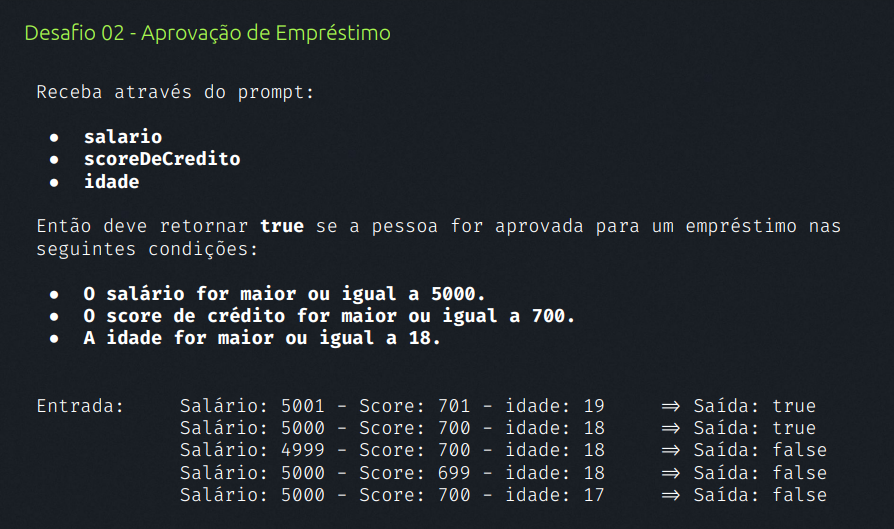 Desafio 02 - Aprovação de Empréstimo
Receba através do prompt:
● salario
● scoreDeCredito
● idade
Então deve retornar true se a pessoa for aprovada para um empréstimo nas
seguintes condições:
● O salário for maior ou igual a 5000.
● O score de crédito for maior ou igual a 700.
● A idade for maior ou igual a 18.
Entrada: Salário: 5001 - Score: 701 - idade: 19 => Saída: true
Salário: 5000 - Score: 700 - idade: 18 => Saída: true
Salário: 4999 - Score: 700 - idade: 18 => Saída: false
Salário: 5000 - Score: 699 - idade: 18 => Saída: false
Salário: 5000 - Score: 700 - idade: 17 => Saída: false